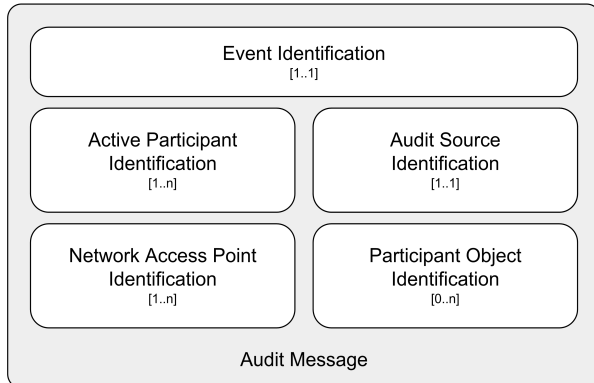 Event Identification
[1..1]
Active Participant
Identification
[1..n]
Audit Source
Identification
[1..1]
Network Access Point
Identification
[1..n]
Participant Object
Identification
[0..n]
Audit Message